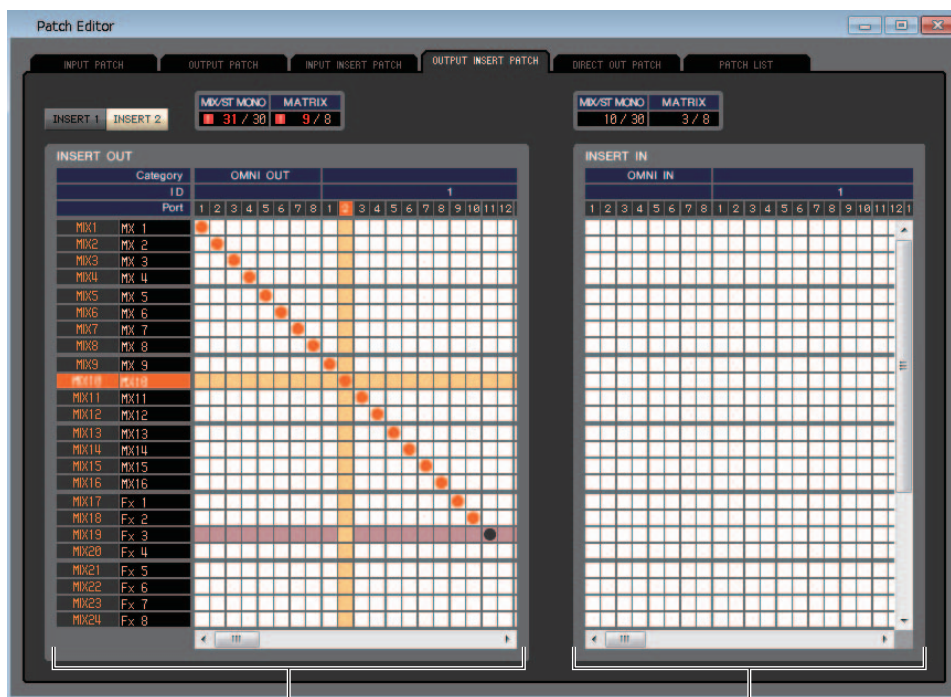 Patch Editor
INPUT PATCH OUTPUT PATCH INPUT INSERT PATCH OUTPUT INSERT PATCH DIRECT OUT PATCH PATCH LIST
INSERT 1 INSERT 2
MIX/ST MONO MATRIX
! 31 / 30 ! 9 / 8
MIX/ST MONO MATRIX
10 / 30 3 / 8
INSERT OUT
Category OMNI OUT
ID 1
Port 1 2 3 4 5 6 7 8 1 2 3 4 5 6 7 8 9 10 11 12
MIX1 MX 1
MIX2 MX 2
MIX3 MX 3
MIX4 MX 4
MIX5 MX 5
MIX6 MX 6
MIX7 MX 7
MIX8 MX 8
MIX9 MX 9
MIX10 MX10
MIX11 MX11
MIX12 MX12
MIX13 MX13
MIX14 MX14
MIX15 MX15
MIX16 MX16
MIX17 Fx 1
MIX18 Fx 2
MIX19 Fx 3
MIX20 Fx 4
MIX21 Fx 5
MIX22 Fx 6
MIX23 Fx 7
MIX24 Fx 8
INSERT IN
OMNI IN
1
1 2 3 4 5 6 7 8 1 2 3 4 5 6 7 8 9 10 11 12 1